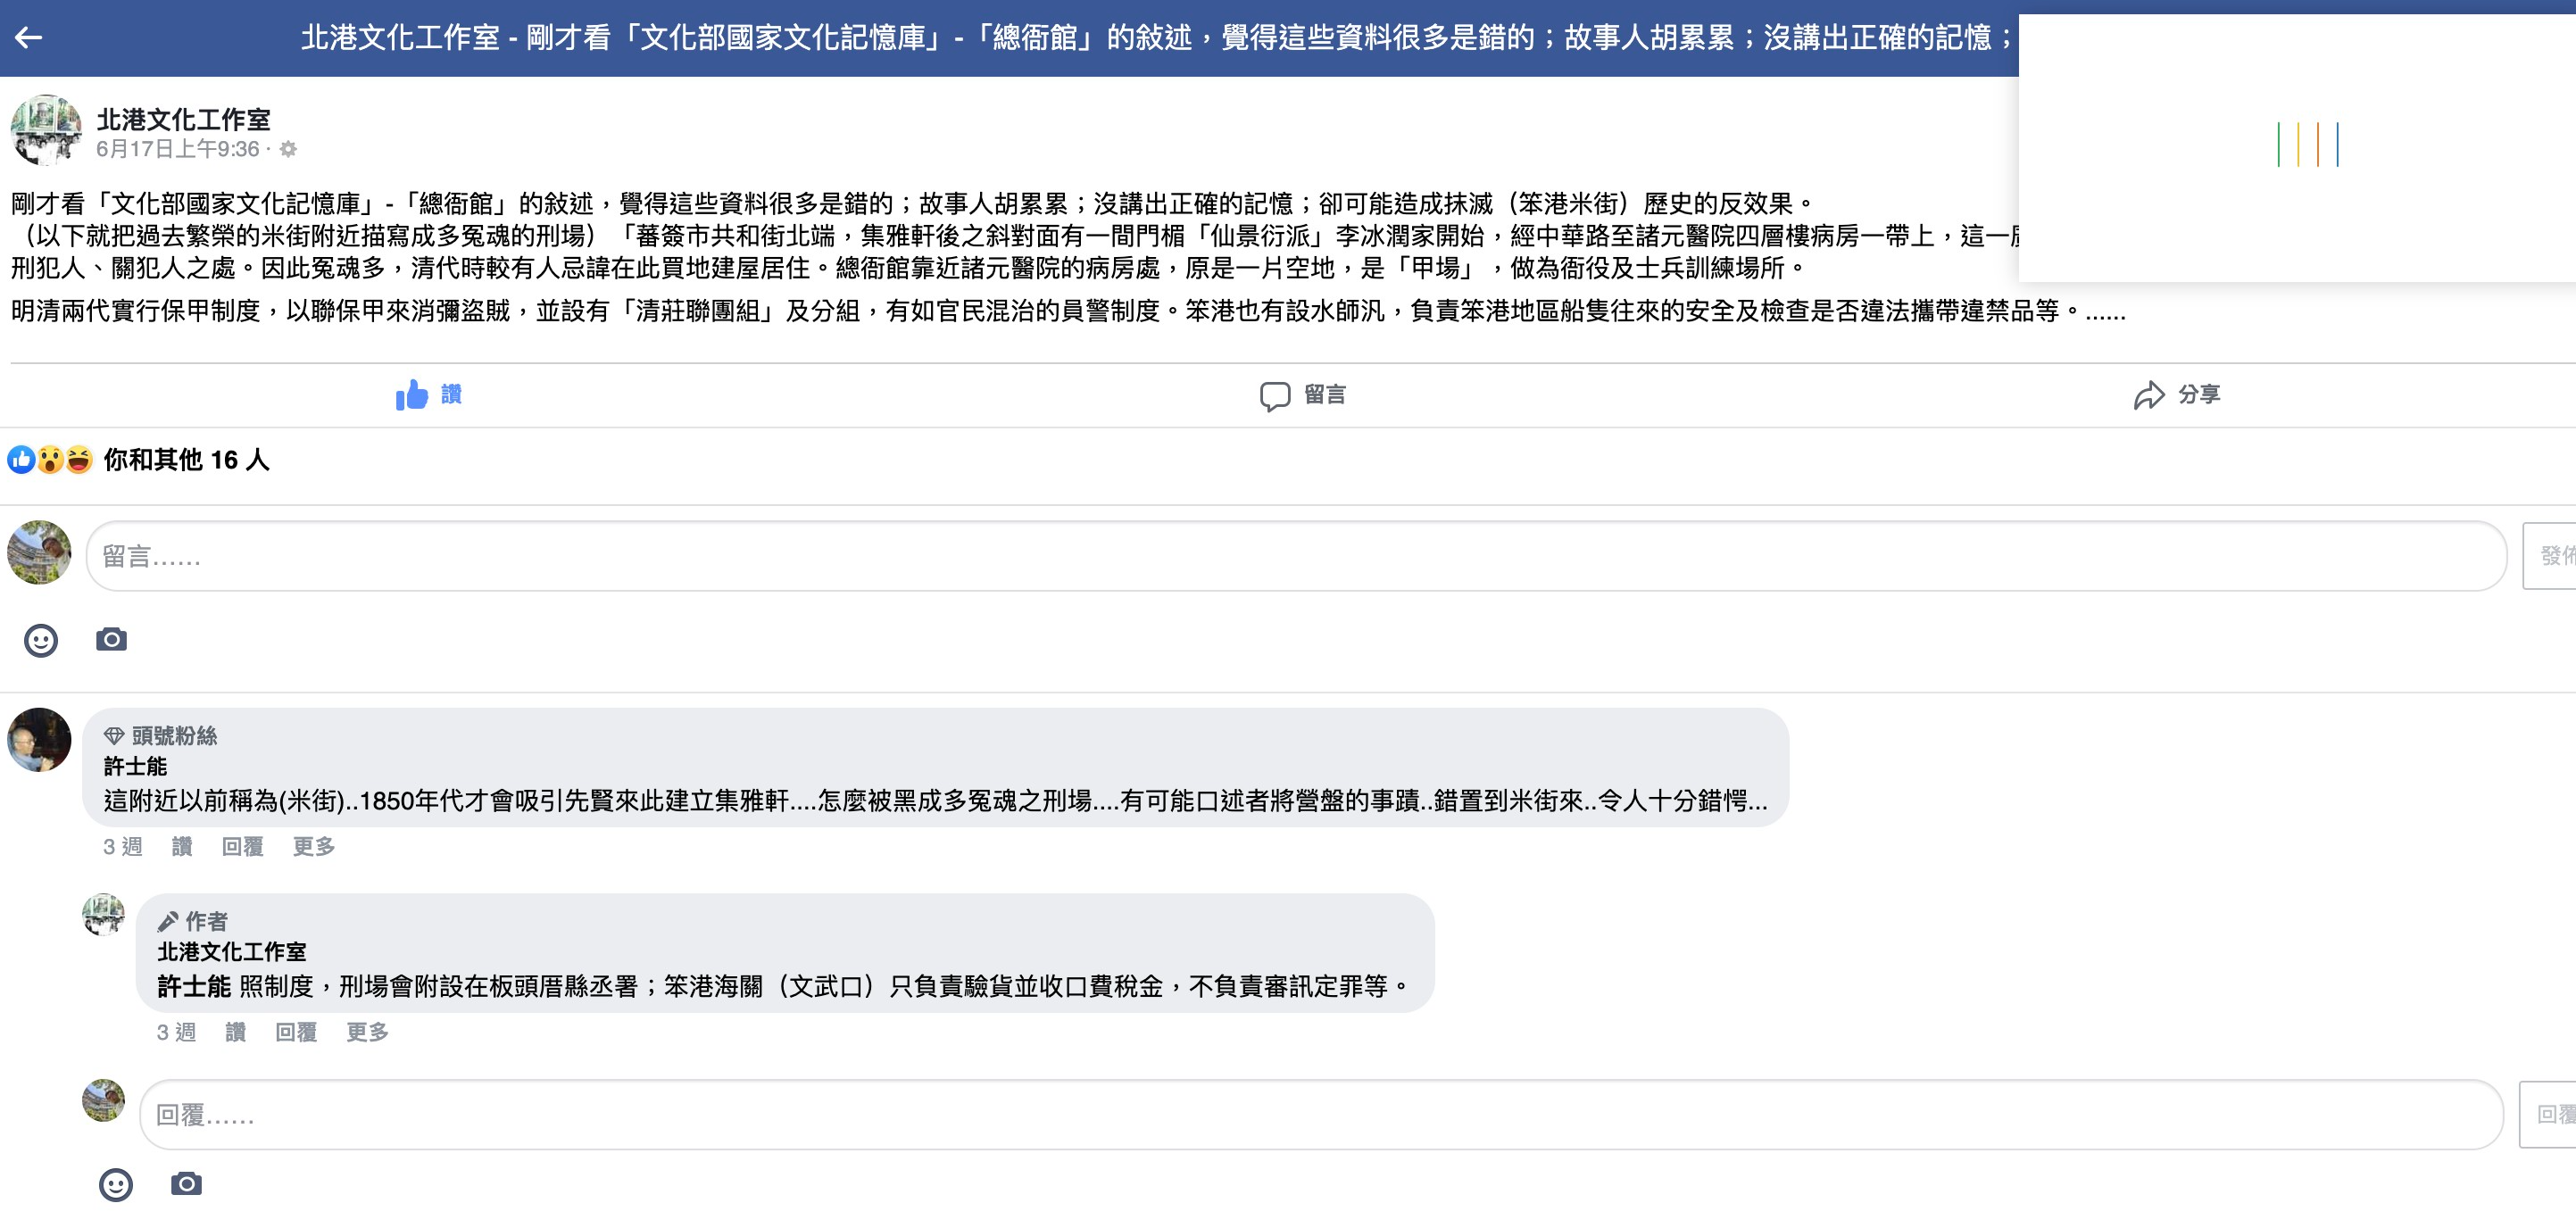 北港文化工作室 - 剛才看「文化部國家文化記憶庫」-「總衙館」的敍述，覺得這些資料很多是錯的；故事人胡累累；沒講出正確的記憶；
北港文化工作室
6月17日上午9:36 ·
剛才看「文化部國家文化記憶庫」-「總衙館」的敍述，覺得這些資料很多是錯的；故事人胡累累；沒講出正確的記憶；卻可能造成抹滅（笨港米街）歷史的反效果。
（以下就把過去繁榮的米街附近描寫成多冤魂的刑場）「蕃簽市共和街北端，集雅軒後之斜對面有一間門楣「仙景衍派」李冰澗家開始，經中華路至諸元醫院四層樓病房一帶上，這一
刑犯人、關犯人之處。因此冤魂多，清代時較有人忌諱在此買地建屋居住。總衙館靠近諸元醫院的病房處，原是一片空地，是「甲場」，做為衙役及士兵訓練場所。
明清兩代實行保甲制度，以聯保甲來消彌盜賊，並設有「清莊聯團組」及分組，有如官民混治的員警制度。笨港也有設水師汛，負責笨港地區船隻往來的安全及檢查是否違法攜帶違禁品等。......
讚 留言 分享
你和其他 16 人
留言…… 發佈
頭號粉絲
許士能
這附近以前稱為(米街)..1850年代才會吸引先賢來此建立集雅軒....怎麼被黑成多冤魂之刑場....有可能口述者將營盤的事蹟..錯置到米街來..令人十分錯愕...
3 週 讚 回覆 更多
作者
北港文化工作室
許士能 照制度，刑場會附設在板頭厝縣丞署；笨港海關（文武口）只負責驗貨並收口費稅金，不負責審訊定罪等。
3 週 讚 回覆 更多
回覆…… 回覆